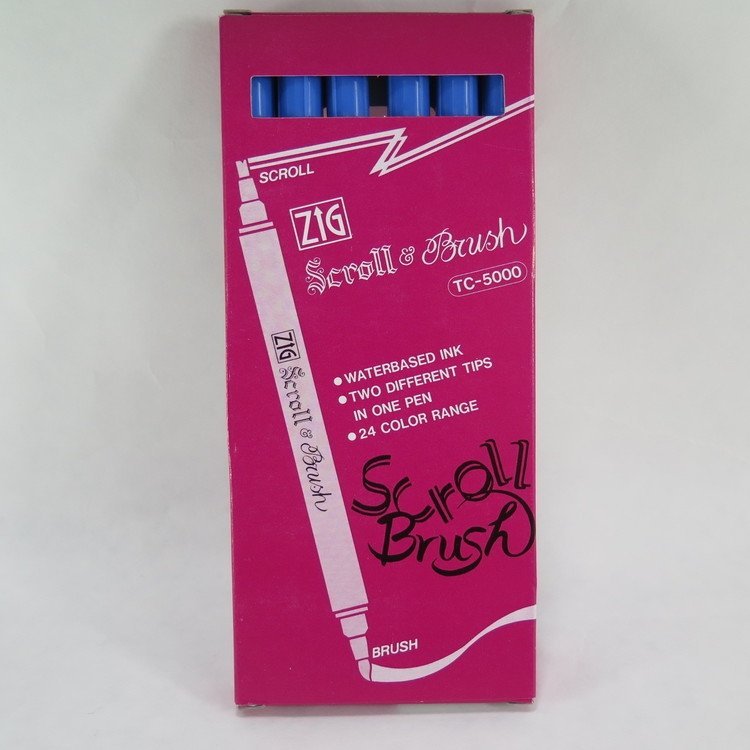 SCROLL
ZIG
Scroll & Brush
TC-5000
ZIG Scroll & Brush
• WATERBASED INK
• TWO DIFFERENT TIPS
IN ONE PEN
• 24 COLOR RANGE
Scroll
Brush
BRUSH